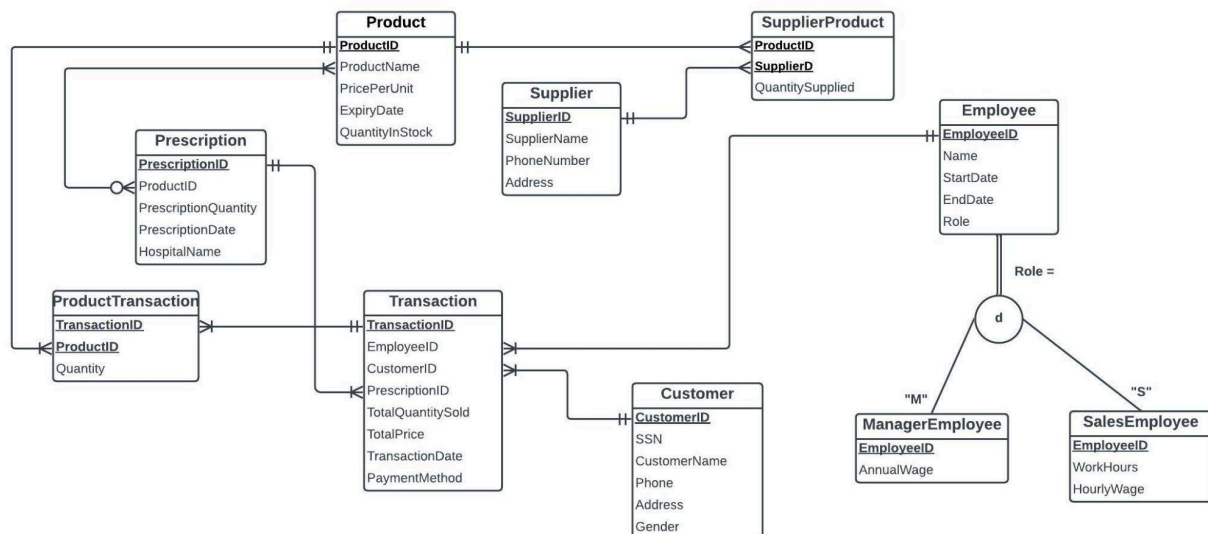 Product
ProductID
ProductName
PricePerUnit
ExpiryDate
QuantityInStock
SupplierProduct
ProductID
SupplierD
QuantitySupplied
Supplier
SupplierID
SupplierName
PhoneNumber
Address
Employee
EmployeeID
Name
StartDate
EndDate
Role
Prescription
PrescriptionID
ProductID
PrescriptionQuantity
PrescriptionDate
HospitalName
Role =
d
"M"
"S"
ProductTransaction
TransactionID
ProductID
Quantity
Transaction
TransactionID
EmployeeID
CustomerID
PrescriptionID
TotalQuantitySold
TotalPrice
TransactionDate
PaymentMethod
Customer
CustomerID
SSN
CustomerName
Phone
Address
Gender
ManagerEmployee
EmployeeID
AnnualWage
SalesEmployee
EmployeeID
WorkHours
HourlyWage